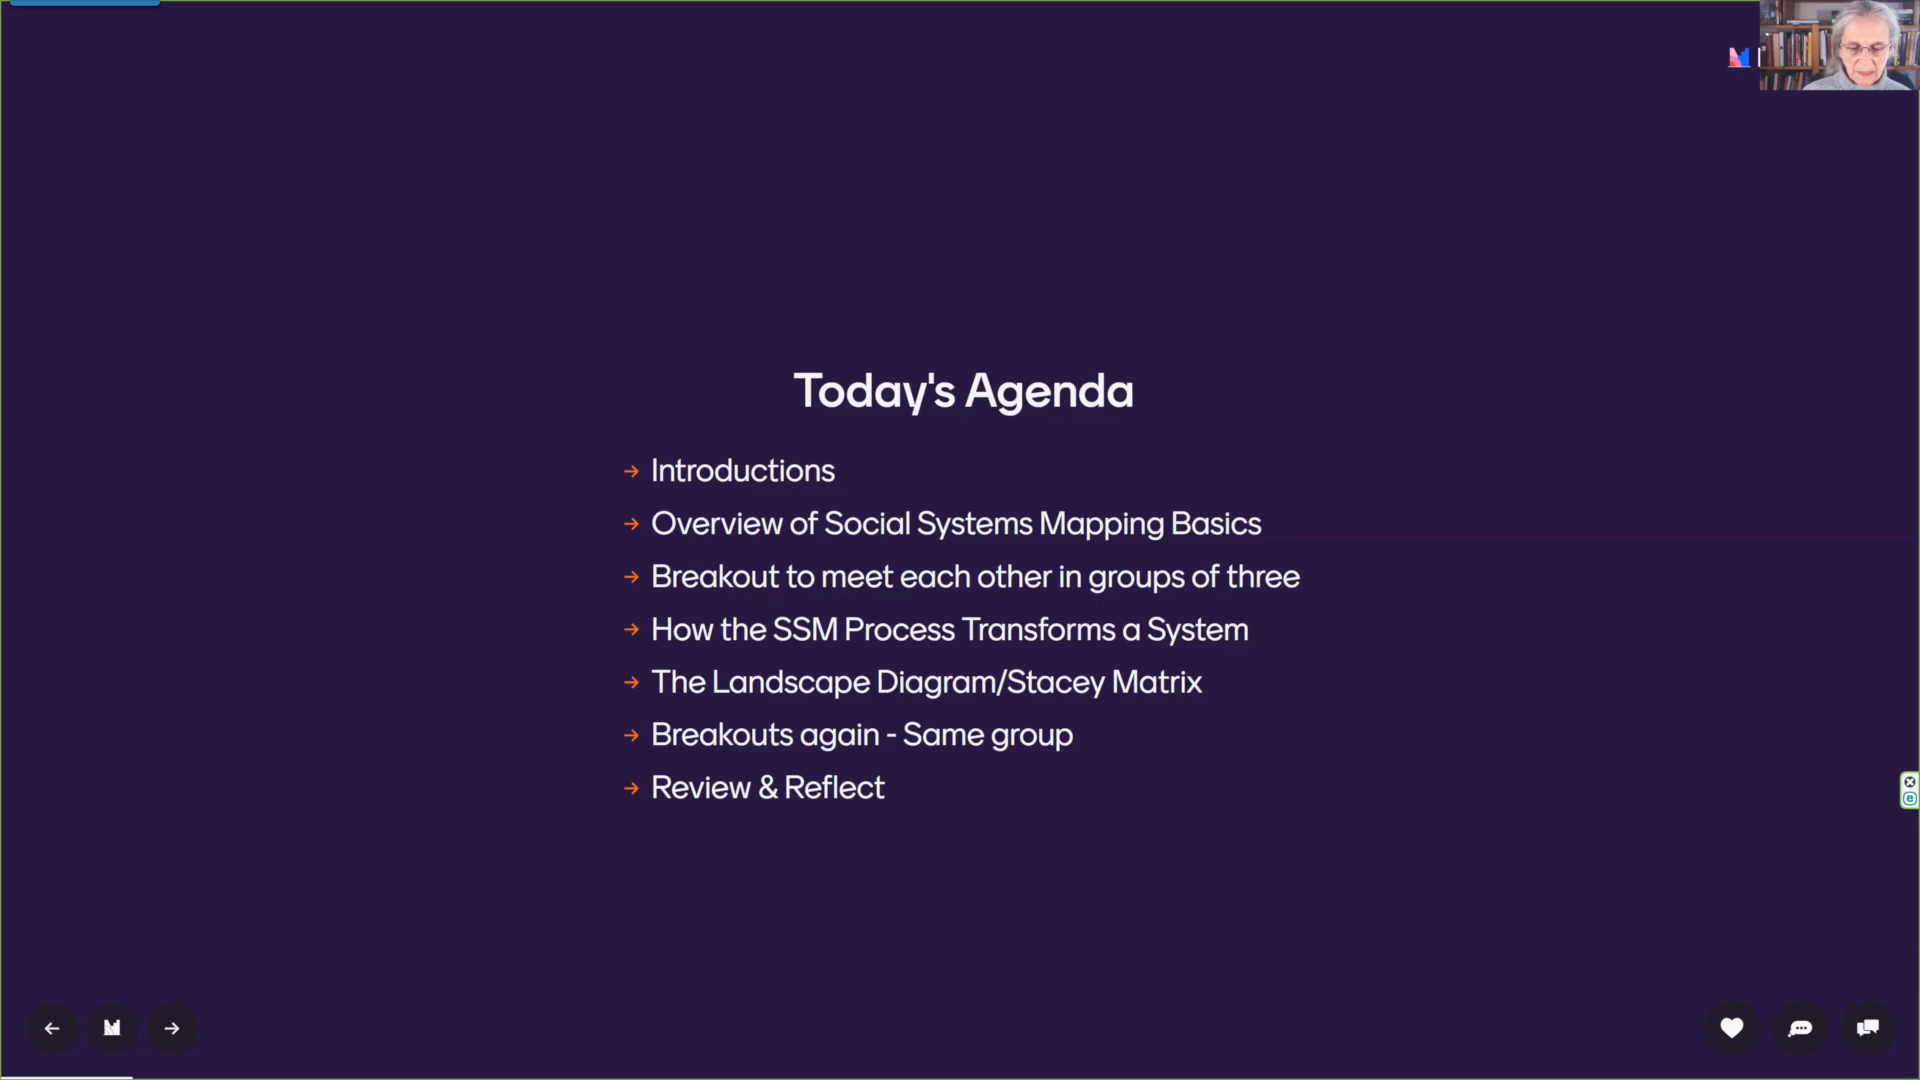 Today's Agenda
→ Introductions
→ Overview of Social Systems Mapping Basics
→ Breakout to meet each other in groups of three
→ How the SSM Process Transforms a System
→ The Landscape Diagram/Stacey Matrix
→ Breakouts again - Same group
→ Review & Reflect